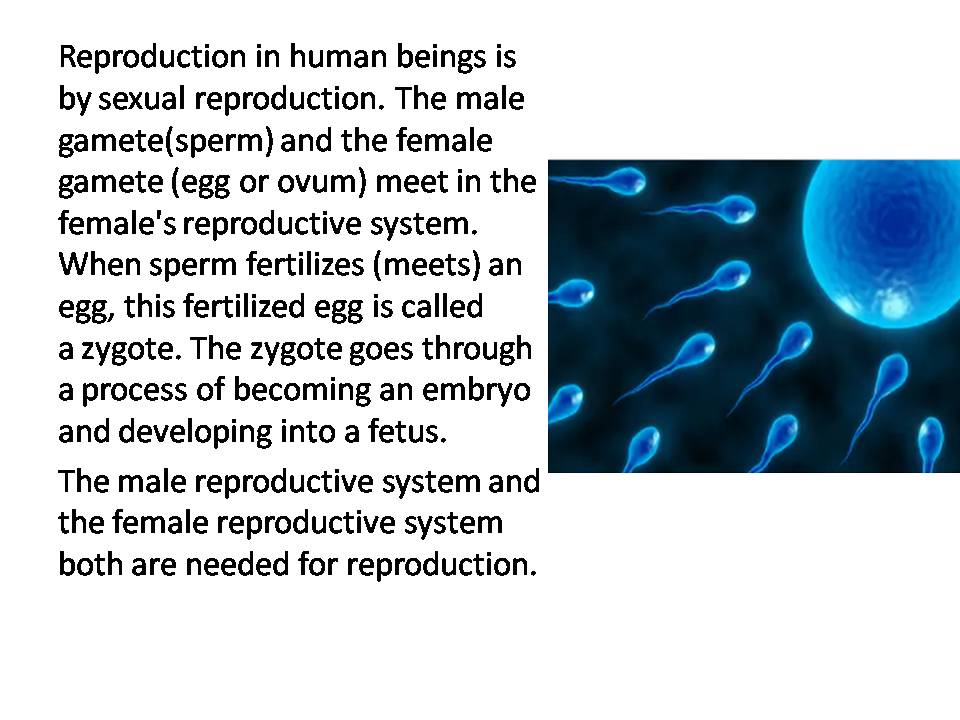 Reproduction in human beings is
by sexual reproduction. The male
gamete(sperm) and the female
gamete (egg or ovum) meet in the
female's reproductive system.
When sperm fertilizes (meets) an
egg, this fertilized egg is called
a zygote. The zygote goes through
a process of becoming an embryo
and developing into a fetus.
The male reproductive system and
the female reproductive system
both are needed for reproduction.